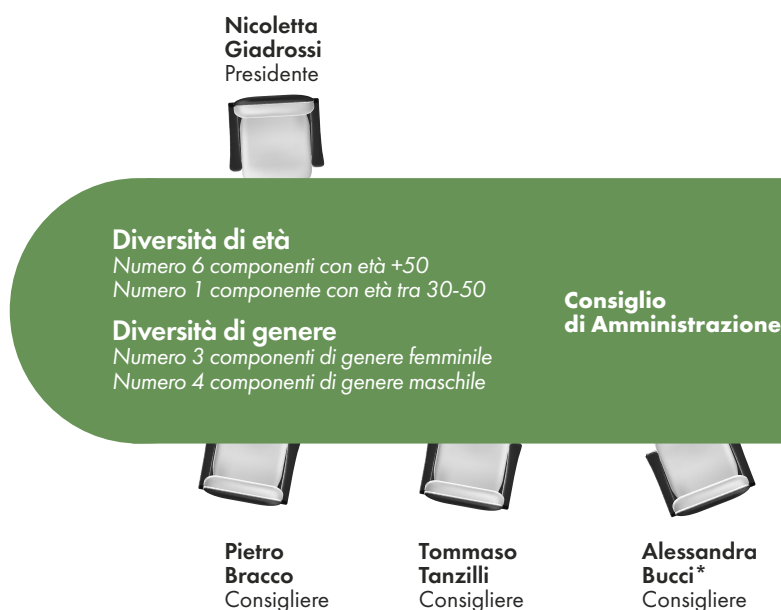 Nicoletta
Giadrossi
Presidente
Diversità di età
Numero 6 componenti con età +50
Numero 1 componente con età tra 30-50
Diversità di genere
Numero 3 componenti di genere femminile
Numero 4 componenti di genere maschile
Consiglio
di Amministrazione
Pietro
Bracco
Consigliere
Tommaso
Tanzilli
Consigliere
Alessandra
Bucci*
Consigliere